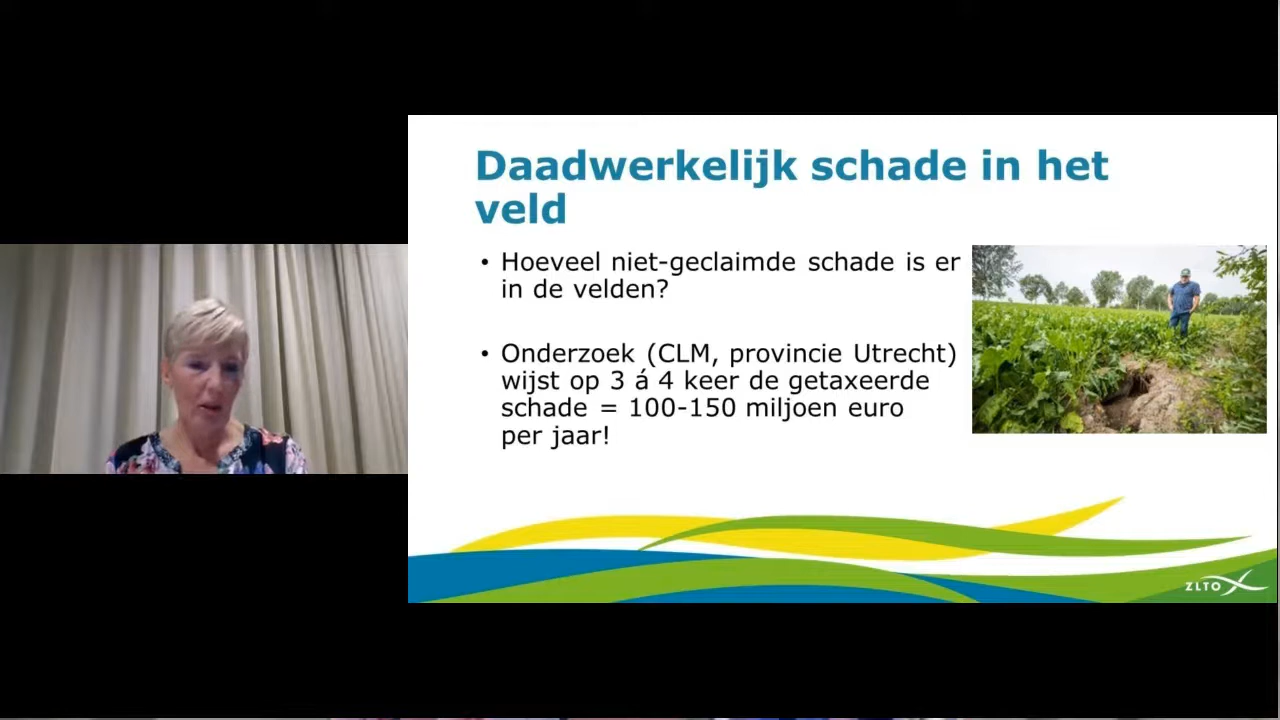 Daadwerkelijk schade in het
veld
• Hoeveel niet-geclaimde schade is er
in de velden?
• Onderzoek (CLM, provincie Utrecht)
wijst op 3 á 4 keer de getaxeerde
schade = 100-150 miljoen euro
per jaar!
ZLTO